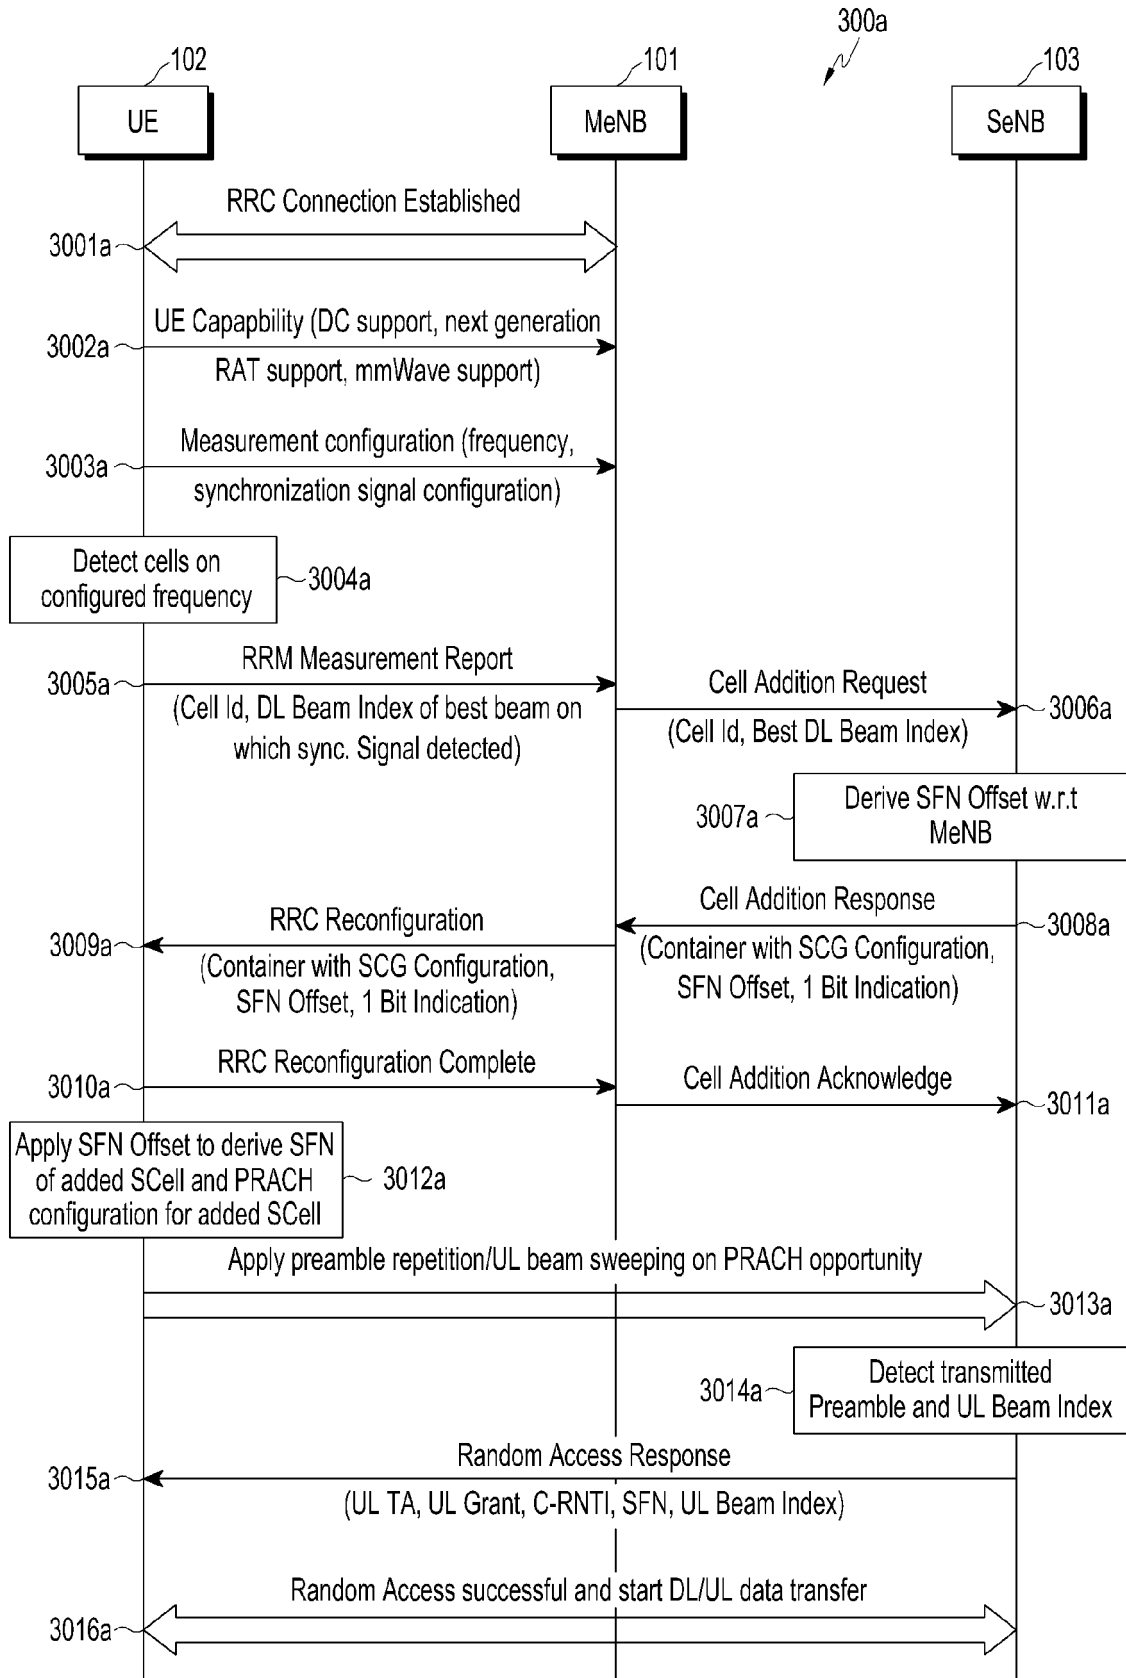 300a
102
101
103
UE
MeNB
SeNB
RRC Connection Established
3001a
UE Capapbility (DC support, next generation
3002a
RAT support, mmWave support)
Measurement configuration (frequency,
3003a
synchronization signal configuration)
Detect cells on
configured frequency
3004a
RRM Measurement Report
3005a
(Cell Id, DL Beam Index of best beam on
which sync. Signal detected)
Cell Addition Request
3006a
(Cell Id, Best DL Beam Index)
3007a
Derive SFN Offset w.r.t
MeNB
Cell Addition Response
3008a
(Container with SCG Configuration,
SFN Offset, 1 Bit Indication)
RRC Reconfiguration
3009a
(Container with SCG Configuration,
SFN Offset, 1 Bit Indication)
RRC Reconfiguration Complete
3010a
Cell Addition Acknowledge
3011a
Apply SFN Offset to derive SFN
of added SCell and PRACH
configuration for added SCell
3012a
Apply preamble repetition/UL beam sweeping on PRACH opportunity
3013a
3014a
Detect transmitted
Preamble and UL Beam Index
Random Access Response
3015a
(UL TA, UL Grant, C-RNTI, SFN, UL Beam Index)
Random Access successful and start DL/UL data transfer
3016a